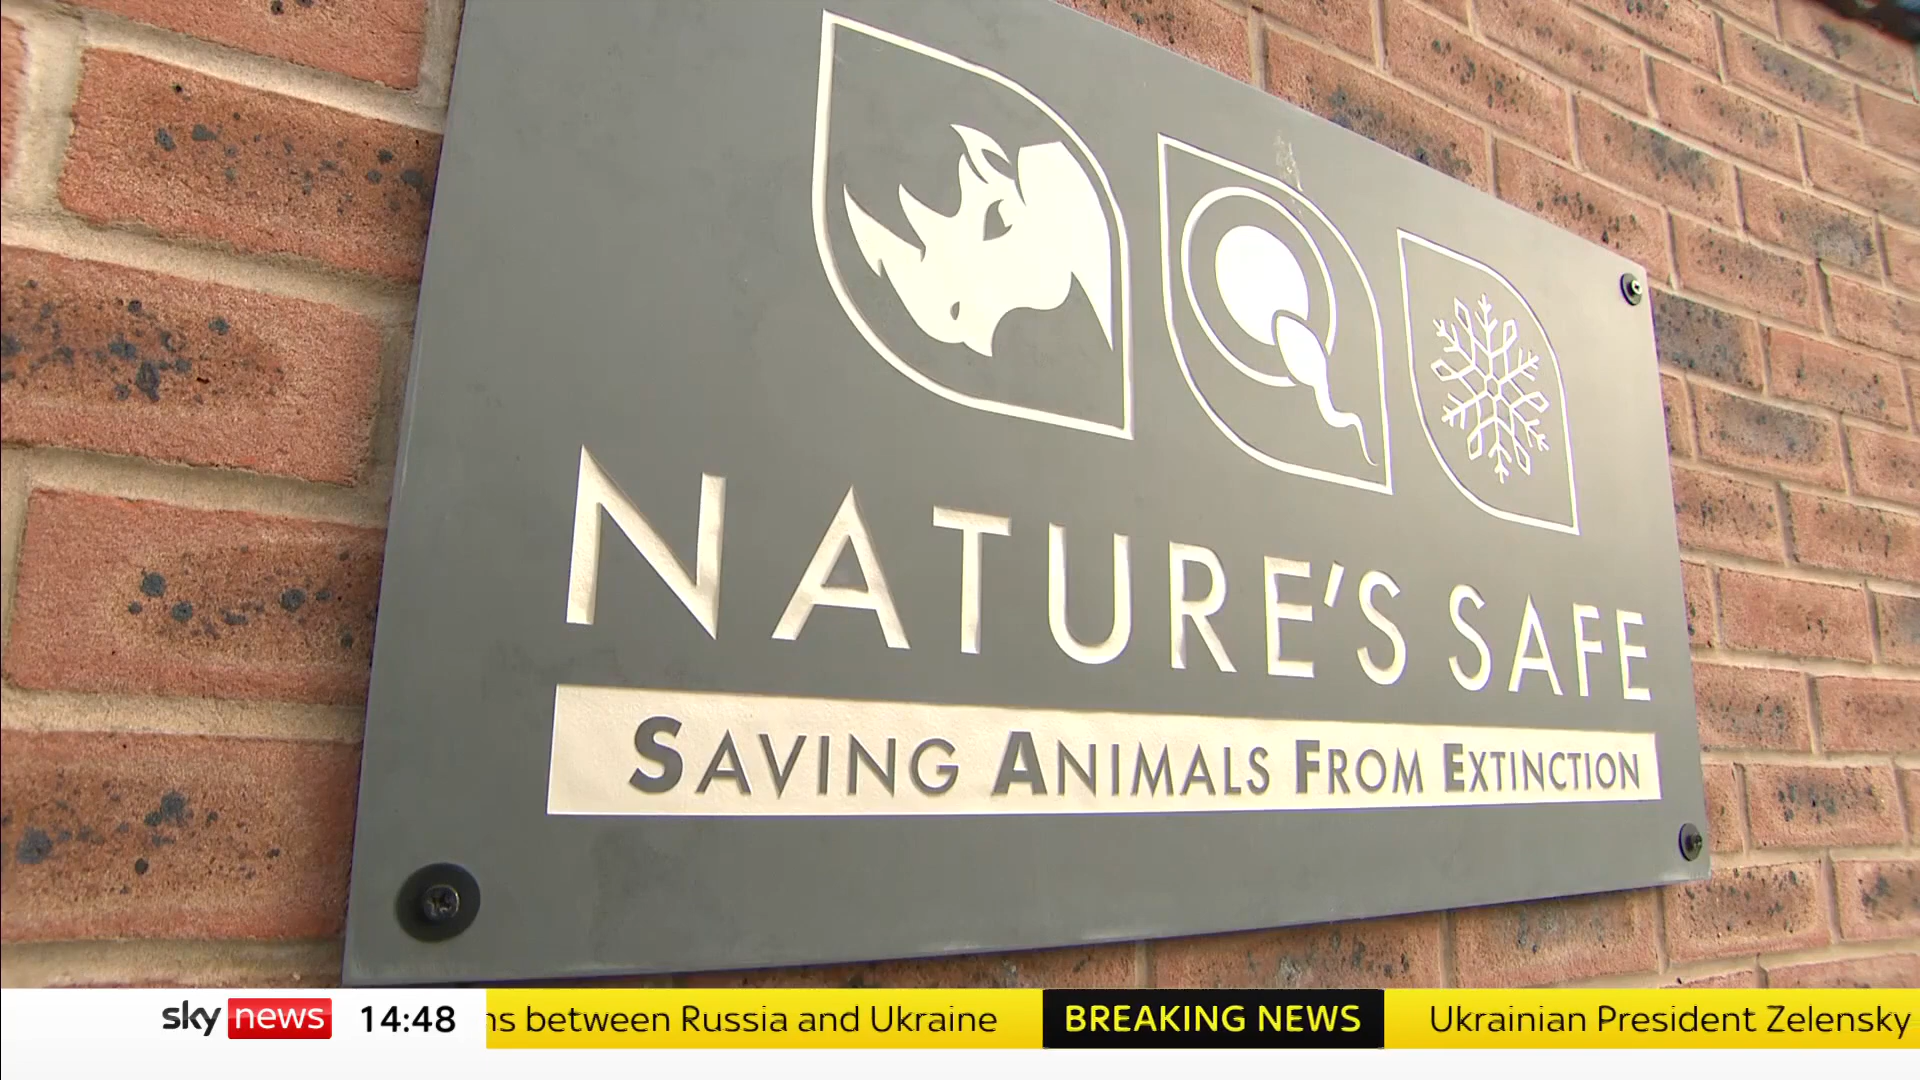 NATURE'S SAFE
SAVING ANIMALS FROM EXTINCTION
sky news 14:48 ns between Russia and Ukraine BREAKING NEWS Ukrainian President Zelensky